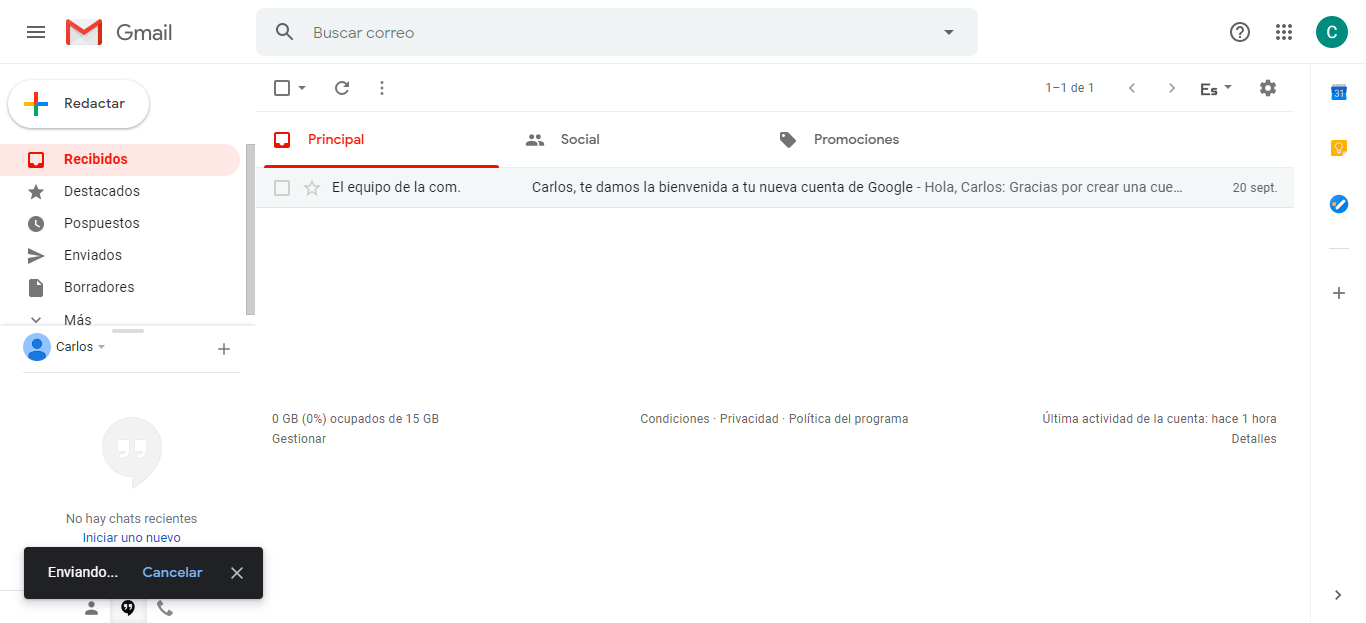 Gmail
Buscar correo
C
Redactar
1–1 de 1
Es
31
Recibidos
Destacados
Pospuestos
Enviados
Borradores
Más
Principal
Social
Promociones
El equipo de la com. Carlos, te damos la bienvenida a tu nueva cuenta de Google - Hola, Carlos: Gracias por crear una cue... 20 sept.
Carlos
0 GB (0%) ocupados de 15 GB
Gestionar
Condiciones · Privacidad · Política del programa
Última actividad de la cuenta: hace 1 hora
Detalles
No hay chats recientes
Iniciar uno nuevo
Enviando... Cancelar